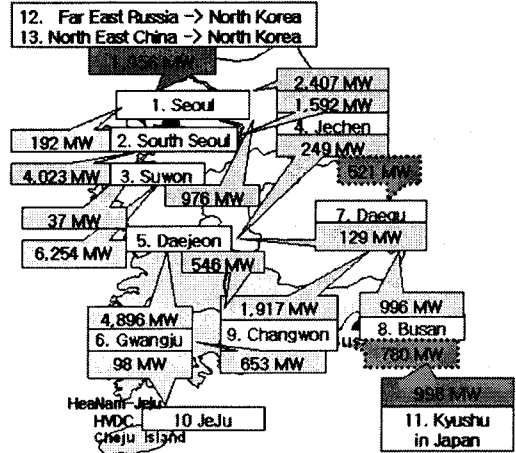 12. Far East Russia -> North Korea
13. North East China -> North Korea
1,956 MW
2.407 MW
1. Seoul
1.592 MW
4. Jechen
192 MW
2. South Seoul
249 MW
4.023 MW
3. Suwon
521 MW
976 MW
37 MW
7. Daegu
6.254 MW
5. Daejeon
129 MW
546 MW
4,896 MW
1,917 MW
996 MW
6. Gwangju
9. Changwon
8. Busan
98 MW
653 MW
780 MW
HeaNam-Jeju
HVDC
Cheju Island
10 JeJu
998 MW
11. Kyushu
in Japan